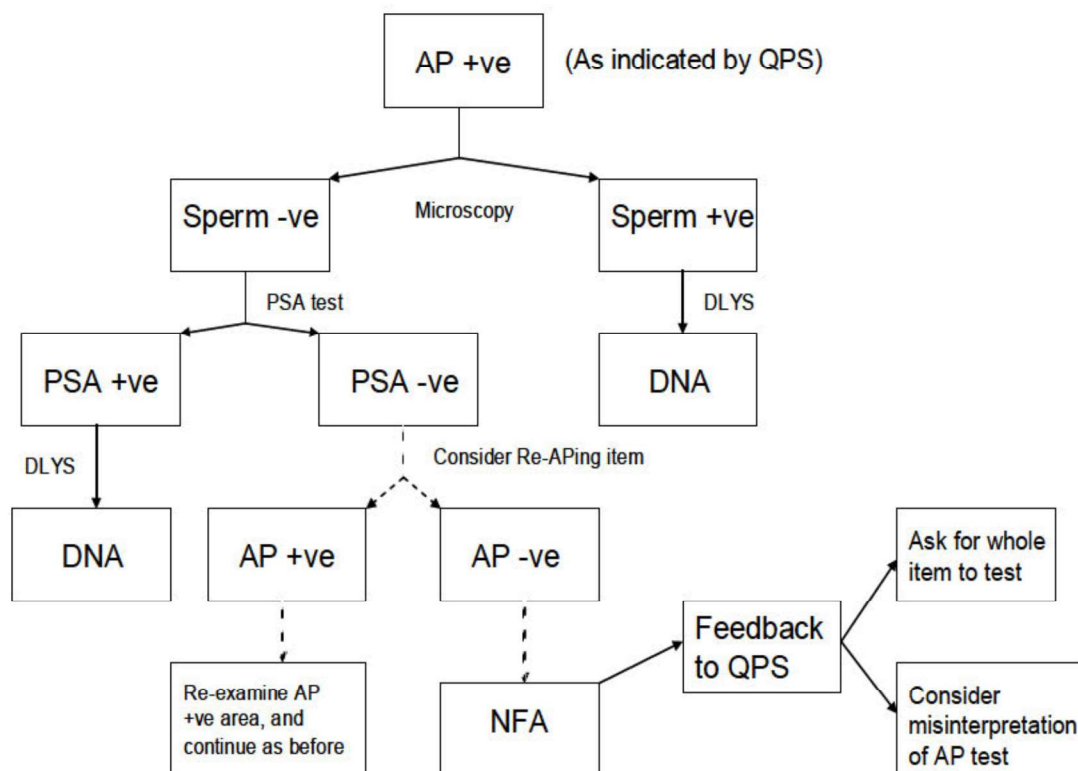 AP +ve
(As indicated by QPS)
Sperm -ve
Microscopy
Sperm +ve
PSA test
DLYS
PSA +ve
PSA -ve
DNA
DLYS
Consider Re-APing item
DNA
AP +ve
AP -ve
Ask for whole
item to test
Feedback
to QPS
Re-examine AP
+ve area, and
continue as before
NFA
Consider
misinterpretation
of AP test